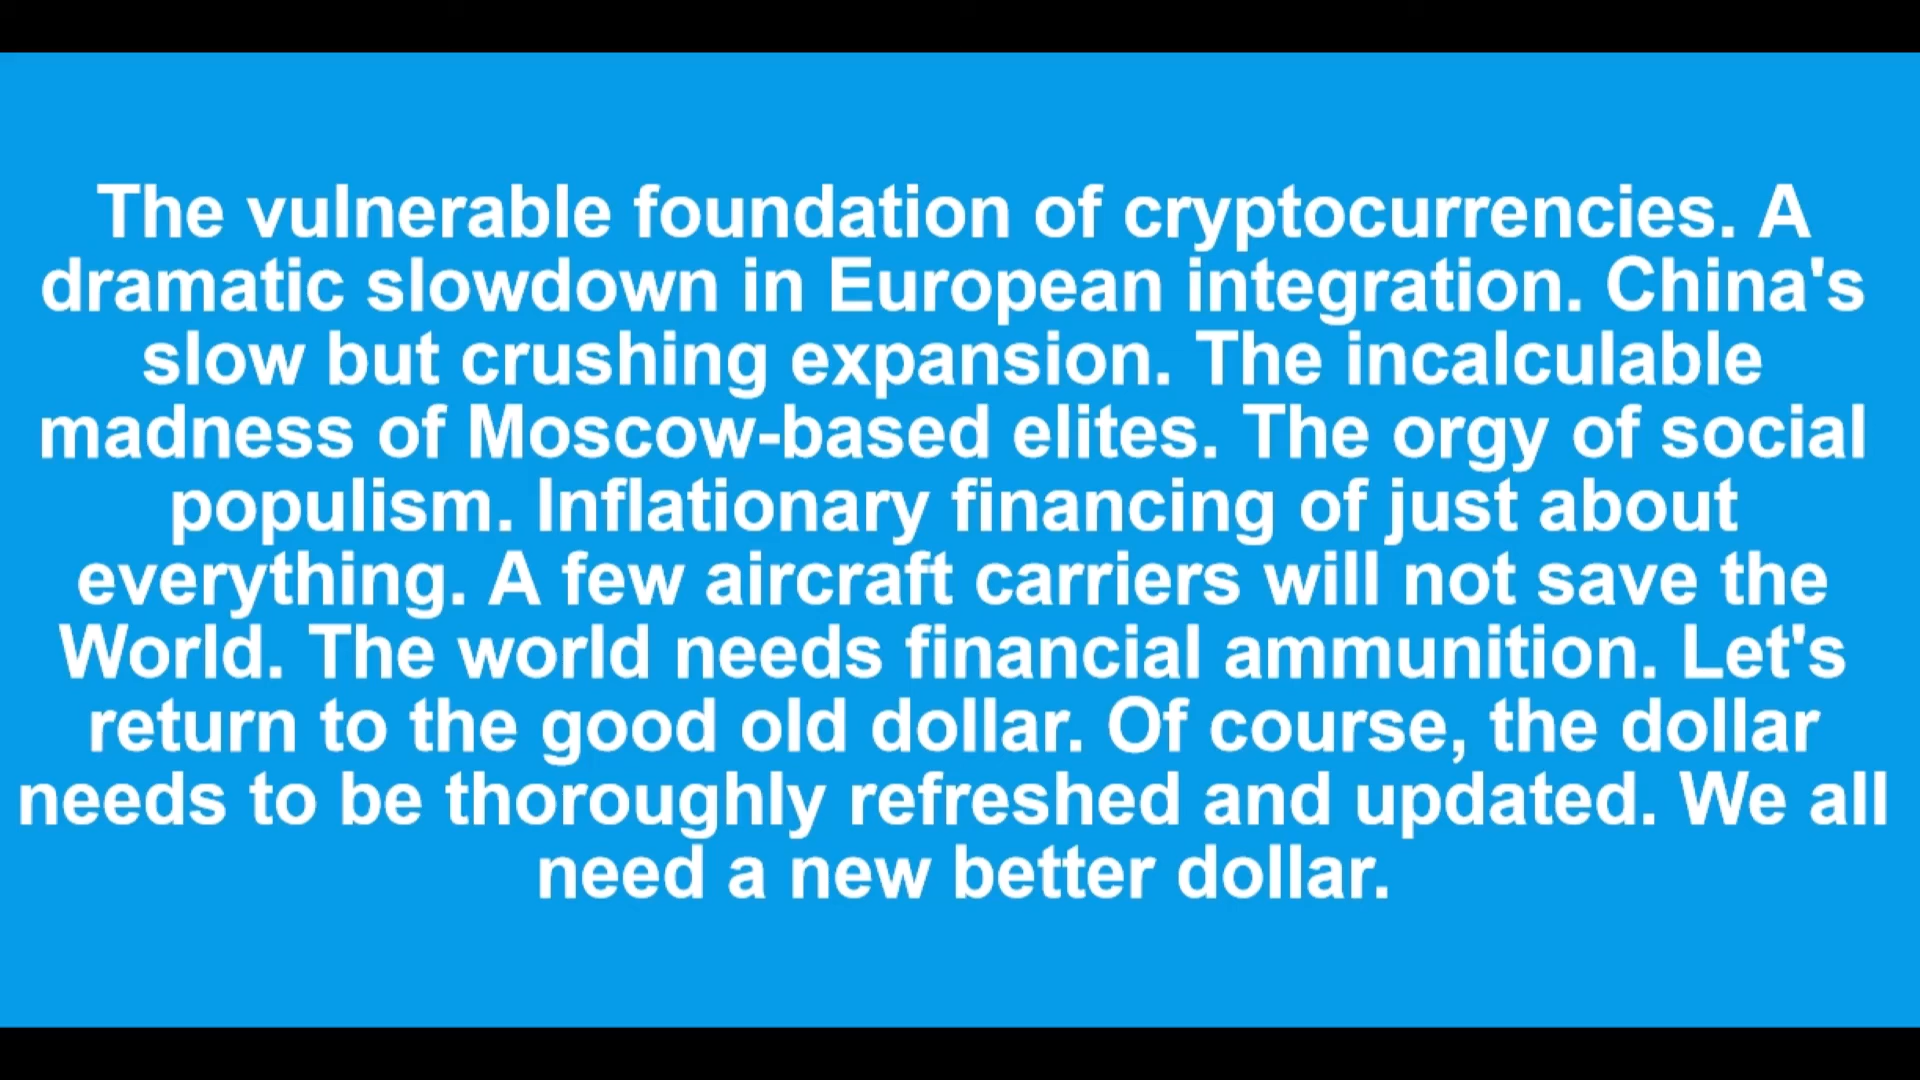 The vulnerable foundation of cryptocurrencies. A
dramatic slowdown in European integration. China's
slow but crushing expansion. The incalculable
madness of Moscow-based elites. The orgy of social
populism. Inflationary financing of just about
everything. A few aircraft carriers will not save the
World. The world needs financial ammunition. Let's
return to the good old dollar. Of course, the dollar
needs to be thoroughly refreshed and updated. We all
need a new better dollar.